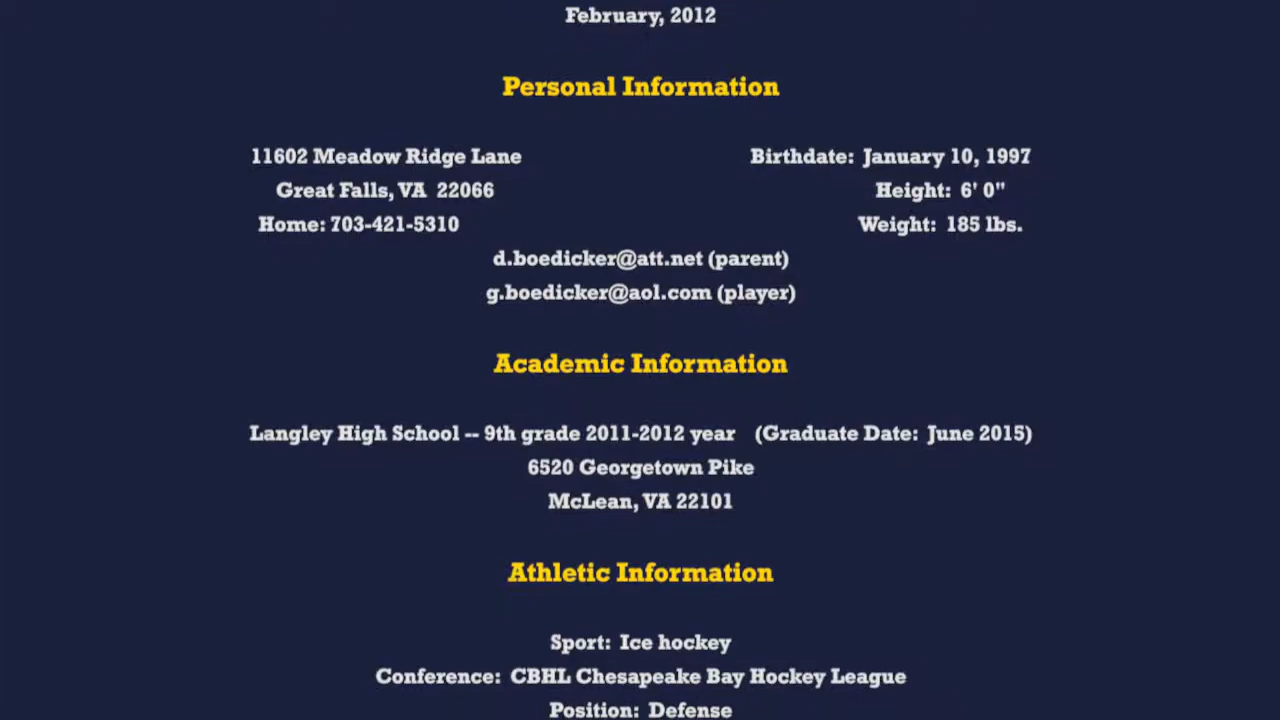 February, 2012
Personal Information
11602 Meadow Ridge Lane Birthdate: January 10, 1997
Great Falls, VA 22066 Height: 6' 0"
Home: 703-421-5310 Weight: 185 lbs.
d.boedicker@att.net (parent)
g.boedicker@aol.com (player)
Academic Information
Langley High School -- 9th grade 2011-2012 year (Graduate Date: June 2015)
6520 Georgetown Pike
McLean, VA 22101
Athletic Information
Sport: Ice hockey
Conference: CBHL Chesapeake Bay Hockey League
Position: Defense